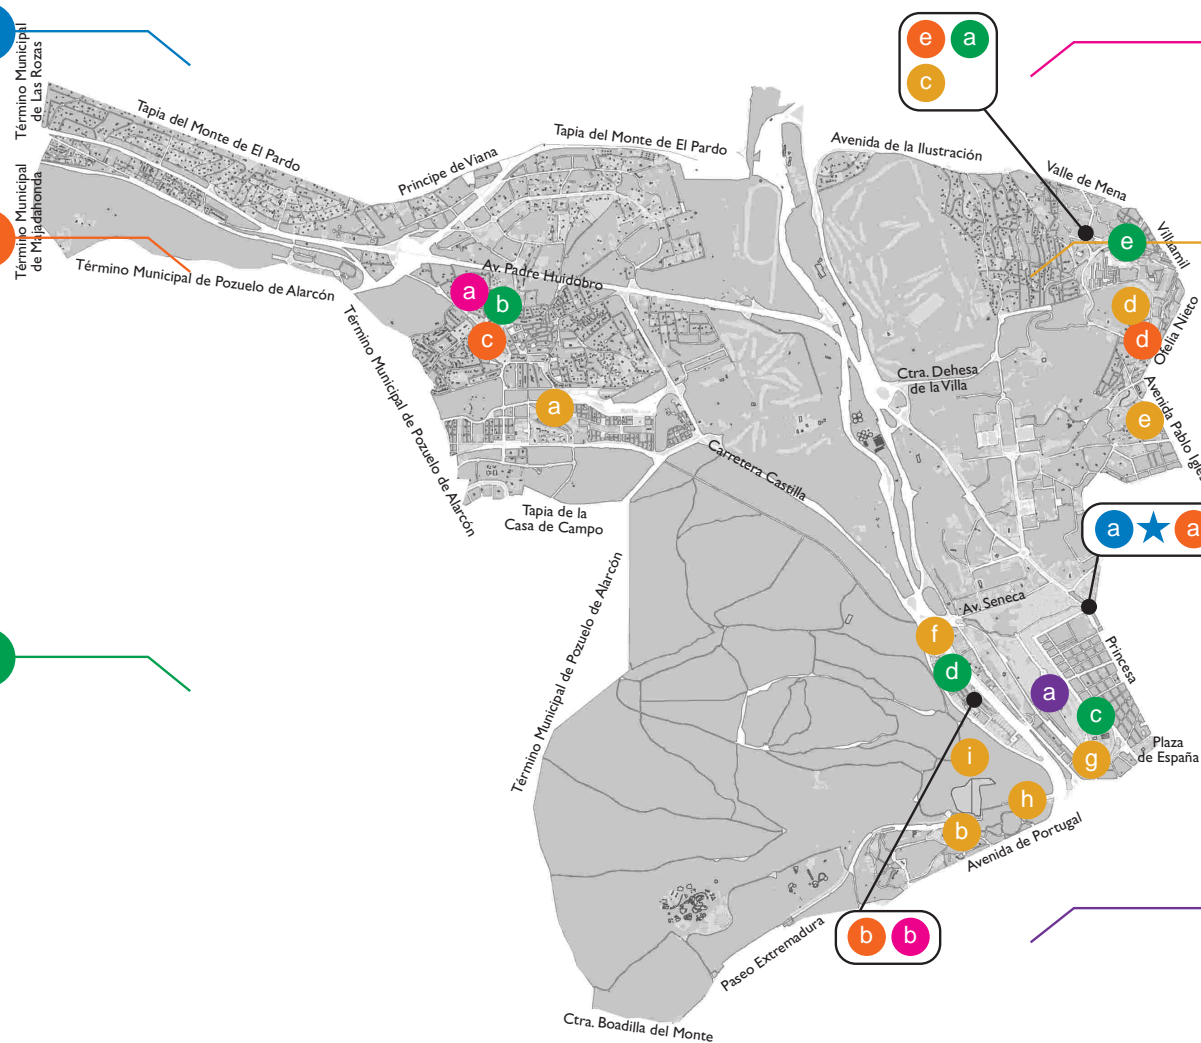 Término Municipal
de Las Rozas
Término Municipal
de Majadahonda
Tapia del Monte de El Pardo
Principe de Viana
Tapia del Monte de El Pardo
Avenida de la Ilustración
e a
c
Valle de Mena
Villaamil
e
d
d
Ofelia Nieto
Término Municipal de Pozuelo de Alarcón
Av. Padre Huidobro
a
b
c
a
Término Municipal de Pozuelo de Alarcón
Ctra. Dehesa
de la Villa
Avenida Pablo Igle
e
Carretera Castilla
Tapia de la
Casa de Campo
a a
Término Municipal de Pozuelo de Alarcón
Av. Seneca
f
d
a
c
Princesa
Plaza
de España
i
g
h
b
Avenida de Portugal
b b
Paseo Extremadura
Ctra. Boadilla del Monte